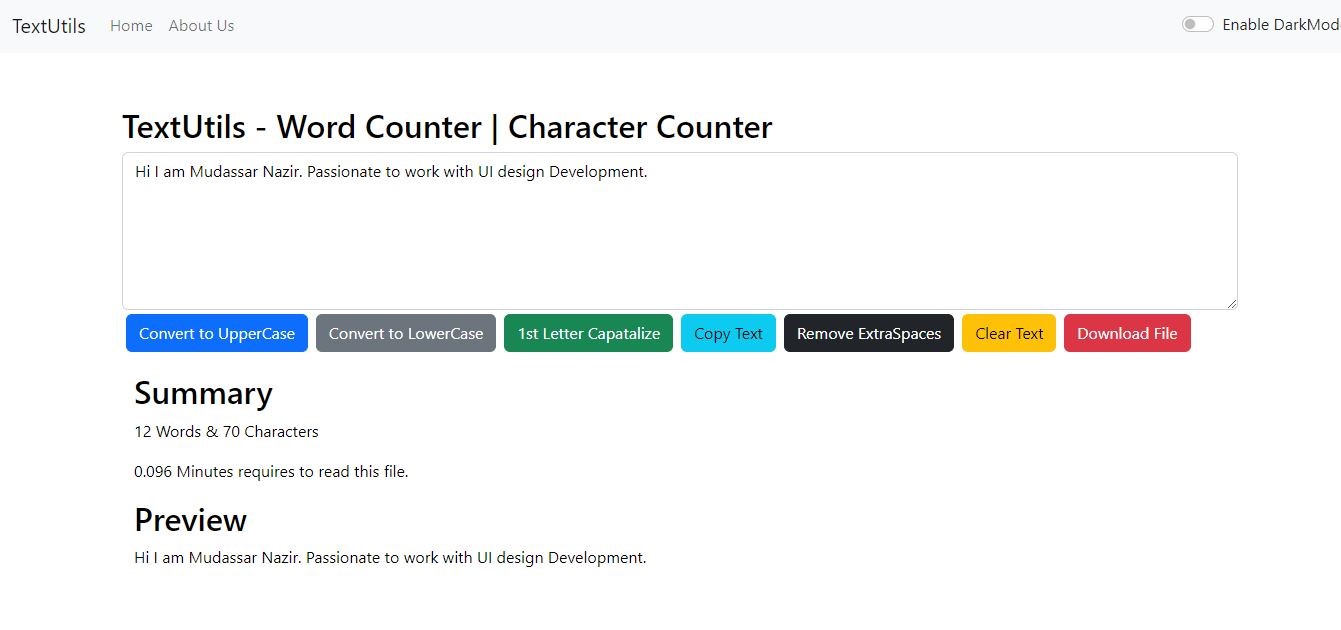 TextUtils Home About Us Enable DarkMod
TextUtils - Word Counter | Character Counter
Hi I am Mudassar Nazir. Passionate to work with UI design Development.
Convert to UpperCase Convert to LowerCase 1st Letter Capatalize Copy Text Remove ExtraSpaces Clear Text Download File
Summary
12 Words & 70 Characters
0.096 Minutes requires to read this file.
Preview
Hi I am Mudassar Nazir. Passionate to work with UI design Development.